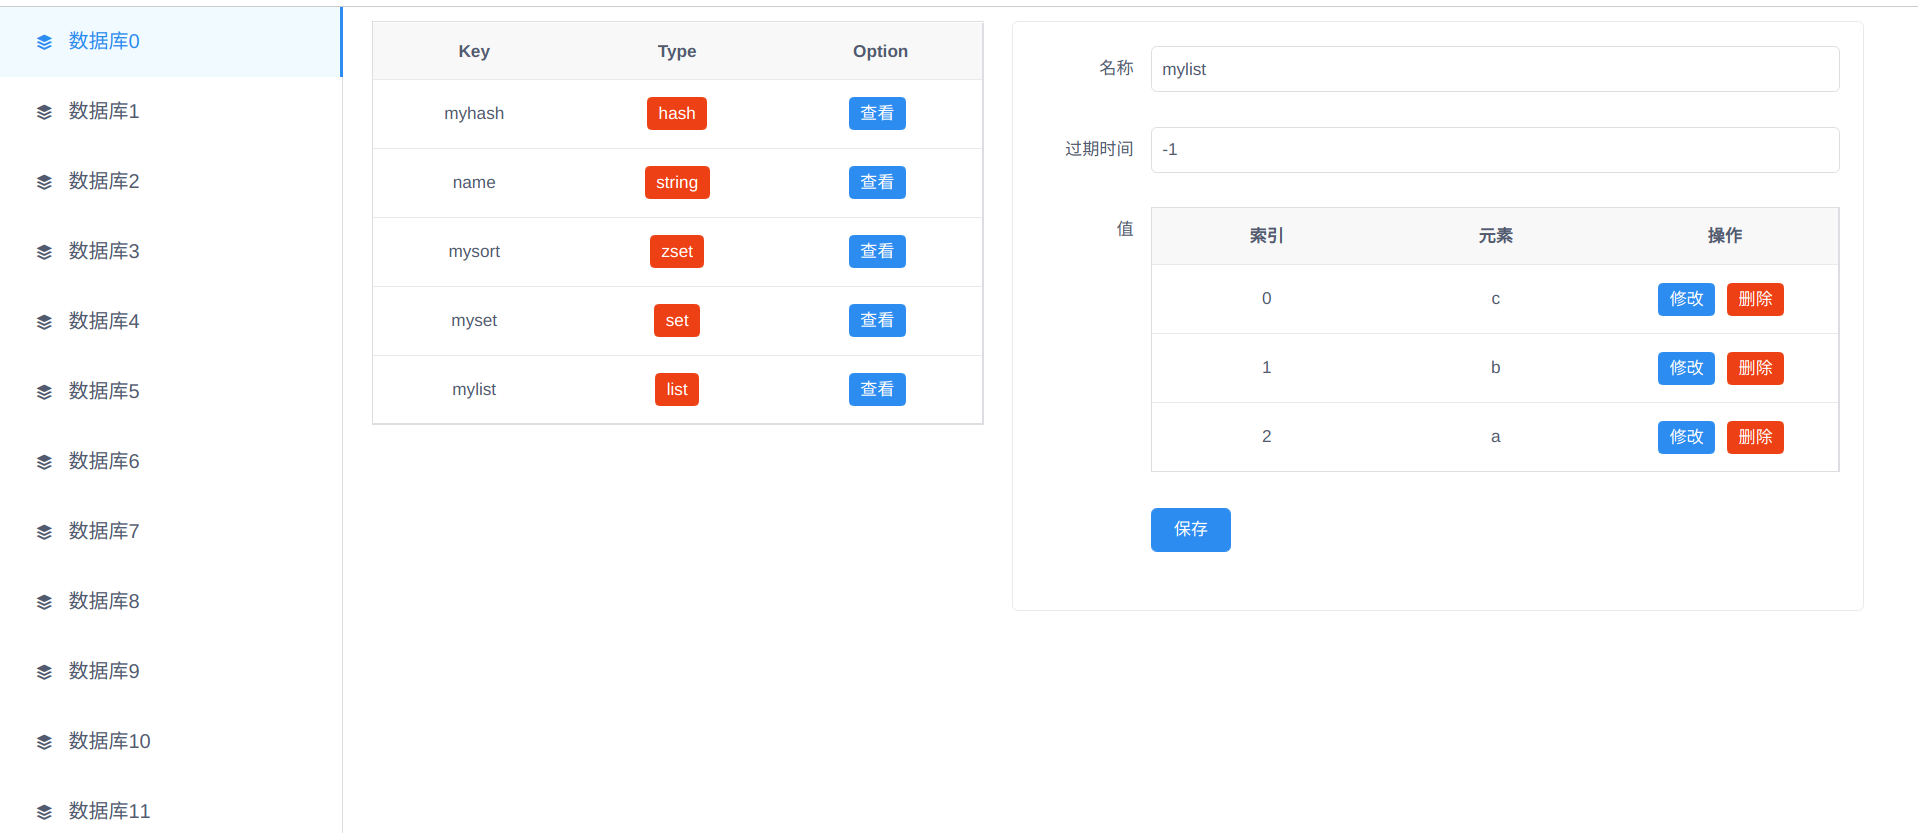 数据库0
数据库1
数据库2
数据库3
数据库4
数据库5
数据库6
数据库7
数据库8
数据库9
数据库10
数据库11
Key Type Option
myhash hash 查看
name string 查看
mysort zset 查看
myset set 查看
mylist list 查看
名称 mylist
过期时间 -1
值
索引 元素 操作
0 c 修改 删除
1 b 修改 删除
2 a 修改 删除
保存